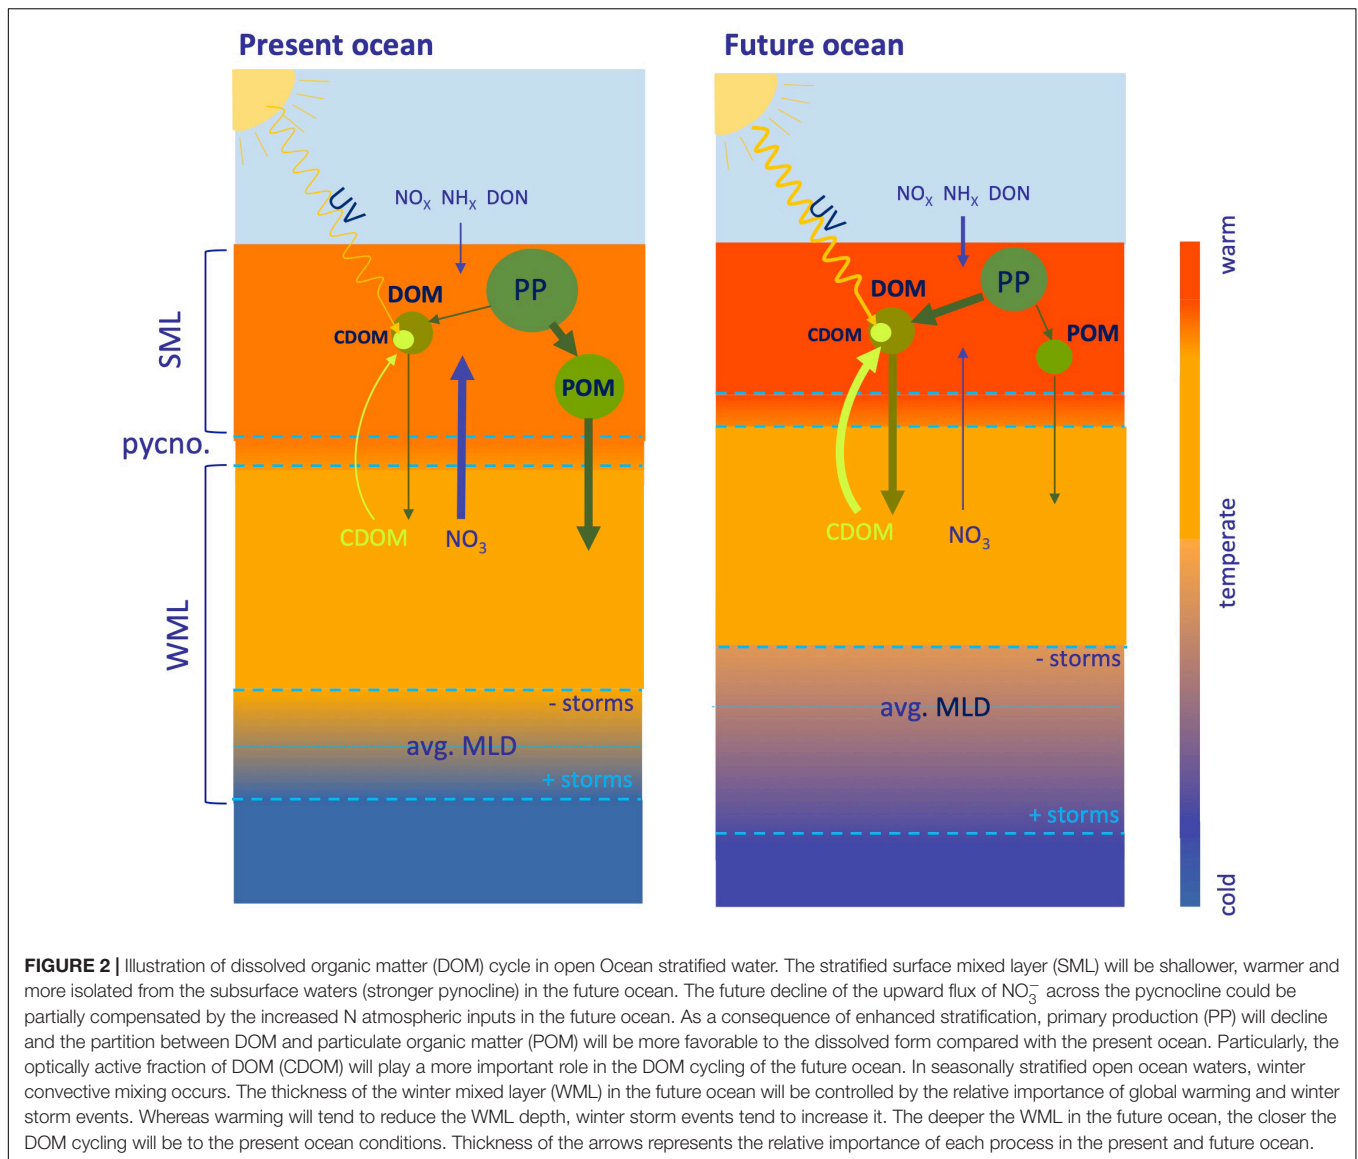 Present ocean
Future ocean
UV
NOX NHX DON
DOM
CDOM
PP
POM
CDOM
NO3
- storms
avg. MLD
+ storms
SML
pycno.
WML
UV
NOX NHX DON
DOM
CDOM
PP
POM
CDOM
NO3
- storms
avg. MLD
+ storms
warm
temperate
cold
FIGURE 2 | Illustration of dissolved organic matter (DOM) cycle in open Ocean stratified water. The stratified surface mixed layer (SML) will be shallower, warmer and
more isolated from the subsurface waters (stronger pynocline) in the future ocean. The future decline of the upward flux of NO3− across the pycnocline could be
partially compensated by the increased N atmospheric inputs in the future ocean. As a consequence of enhanced stratification, primary production (PP) will decline
and the partition between DOM and particulate organic matter (POM) will be more favorable to the dissolved form compared with the present ocean. Particularly, the
optically active fraction of DOM (CDOM) will play a more important role in the DOM cycling of the future ocean. In seasonally stratified open ocean waters, winter
convective mixing occurs. The thickness of the winter mixed layer (WML) in the future ocean will be controlled by the relative importance of global warming and winter
storm events. Whereas warming will tend to reduce the WML depth, winter storm events tend to increase it. The deeper the WML in the future ocean, the closer the
DOM cycling will be to the present ocean conditions. Thickness of the arrows represents the relative importance of each process in the present and future ocean.